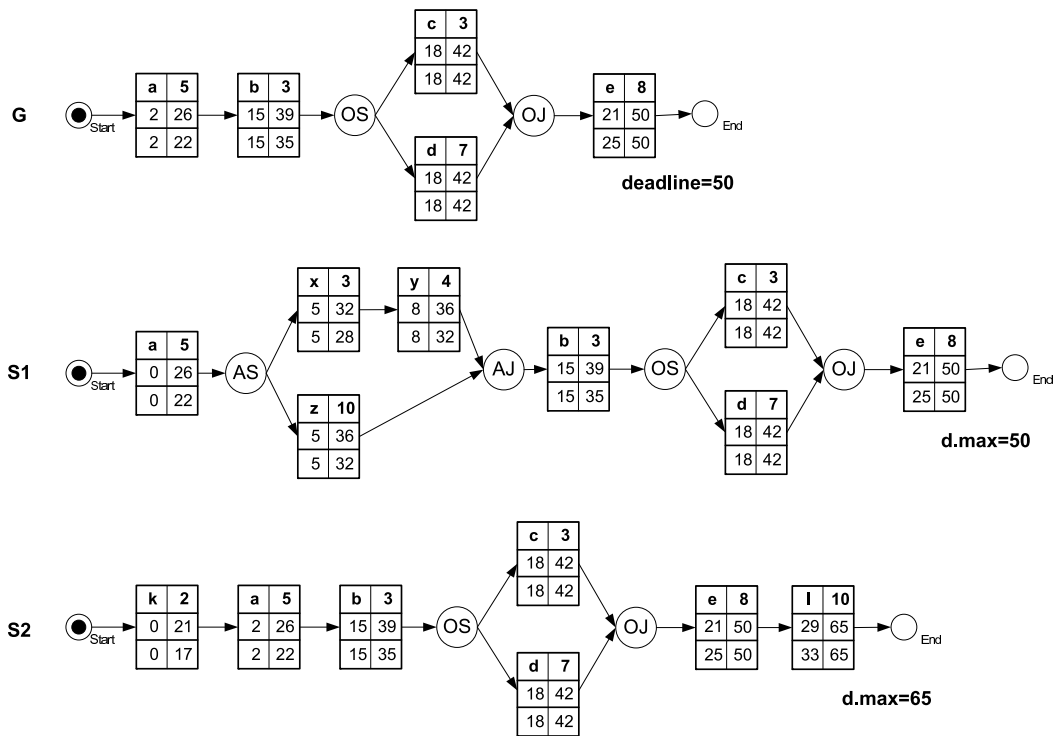 G
Start
a 5
2 26
2 22
b 3
15 39
15 35
OS
c 3
18 42
18 42
d 7
18 42
18 42
OJ
e 8
21 50
25 50
End
deadline=50
S1
Start
a 5
0 26
0 22
AS
x 3
5 32
5 28
y 4
8 36
8 32
z 10
5 36
5 32
AJ
b 3
15 39
15 35
OS
c 3
18 42
18 42
d 7
18 42
18 42
OJ
e 8
21 50
25 50
End
d.max=50
S2
Start
k 2
0 21
0 17
a 5
2 26
2 22
b 3
15 39
15 35
OS
c 3
18 42
18 42
d 7
18 42
18 42
OJ
e 8
21 50
25 50
l 10
29 65
33 65
End
d.max=65